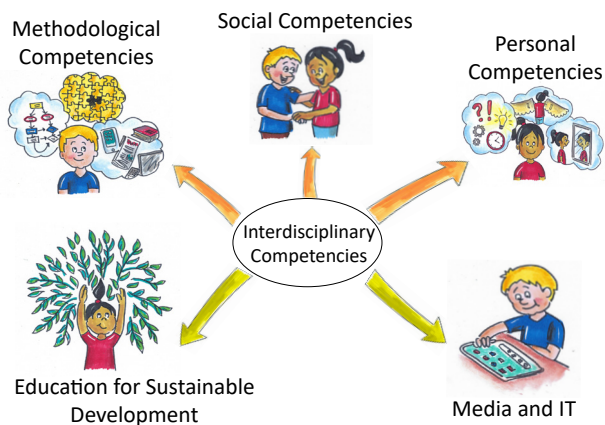 Social Competencies
Methodological
Competencies
Personal
Competencies
?!
Interdisciplinary
Competencies
Education for Sustainable
Development
Media and IT